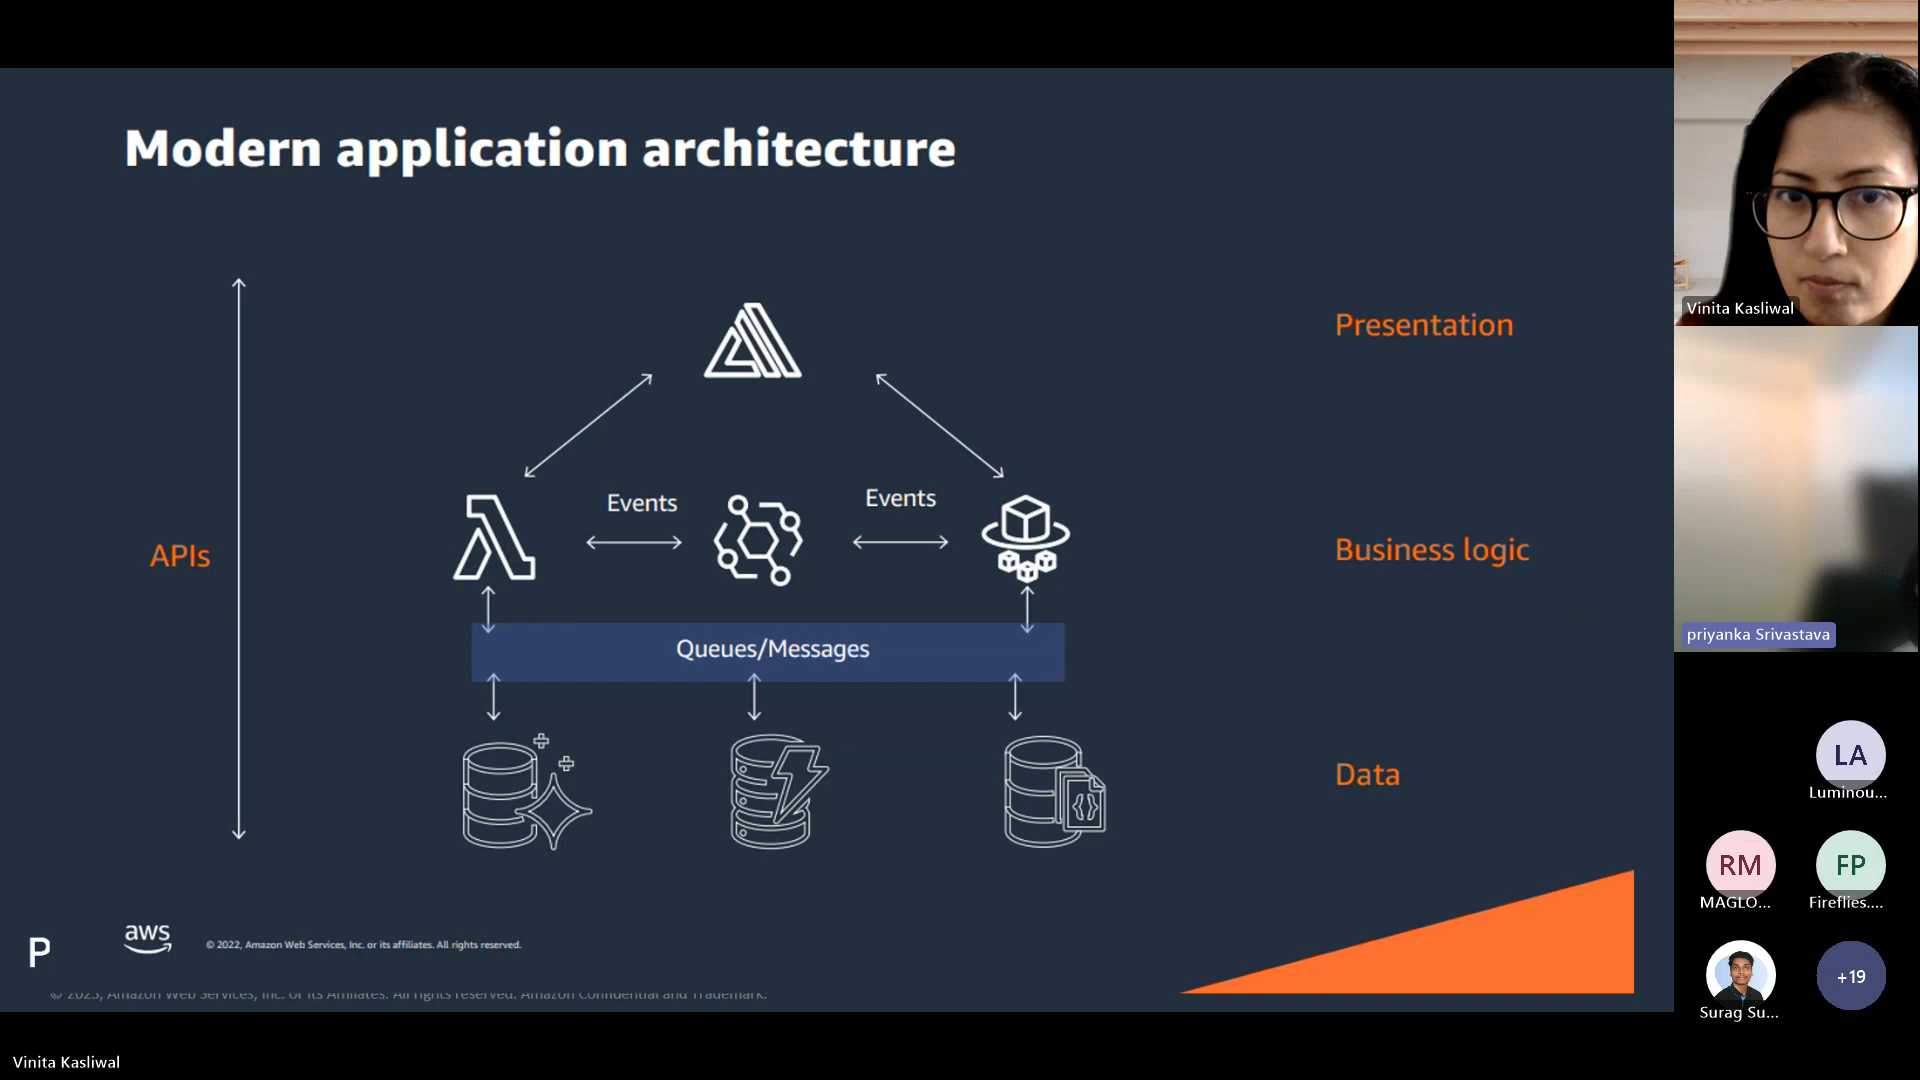 Modern application architecture
Presentation
Events
Events
APIs
Business logic
Queues/Messages
Data
P
aws
© 2022, Amazon Web Services, Inc. or its affiliates. All rights reserved.
© 2023, Amazon Web Services, Inc. or its Affiliates. All rights reserved. Amazon Confidential and Trademark.
Vinita Kasliwal
Vinita Kasliwal
priyanka Srivastava
LA
Luminou...
RM
MAGLO...
FP
Fireflies....
Surag Su...
+19